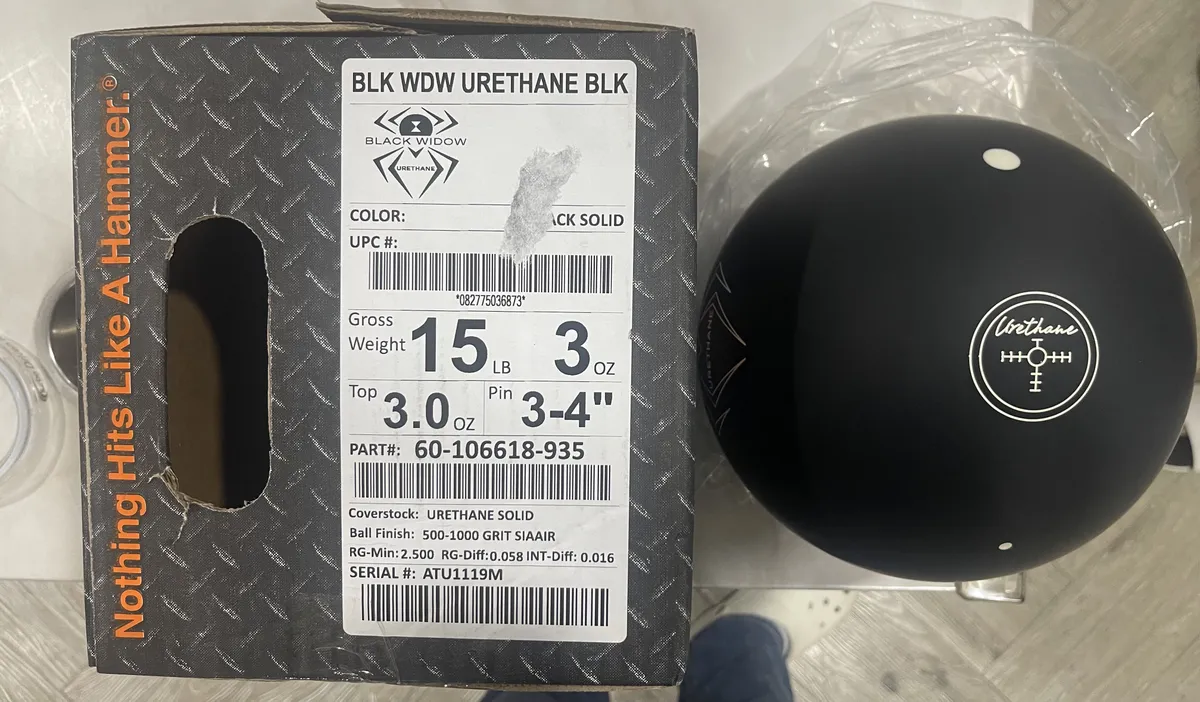 Nothing Hits Like A Hammer.®
BLK WDW URETHANE BLK
BLACK WIDOW
URETHANE
COLOR: ACK SOLID
UPC #:
*082775036873*
Gross Weight 15 LB 3 OZ
Top 3.0 OZ Pin 3-4"
PART#: 60-106618-935
Coverstock: URETHANE SOLID
Ball Finish: 500-1000 GRIT SIAAIR
RG-Min: 2.500 RG-Diff: 0.058 INT-Diff: 0.016
SERIAL #: ATU1119M
URETHANE
Urethane